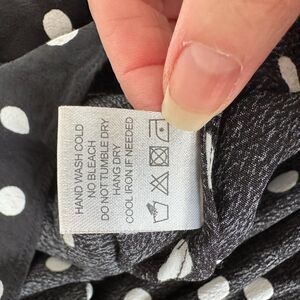 HAND WASH COLD
NO BLEACH
DO NOT TUMBLE DRY
HANG DRY
COOL IRON IF NEEDED